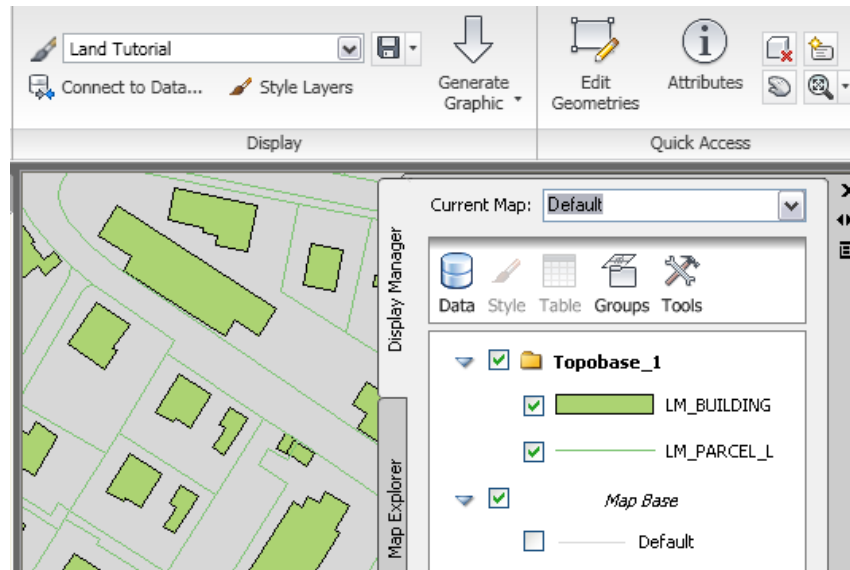 Land Tutorial
Connect to Data... Style Layers
Generate Graphic
Edit Geometries
Attributes
Display
Quick Access
Display Manager
Map Explorer
Current Map: Default
Data Style Table Groups Tools
Topobase_1
LM_BUILDING
LM_PARCEL_L
Map Base
Default